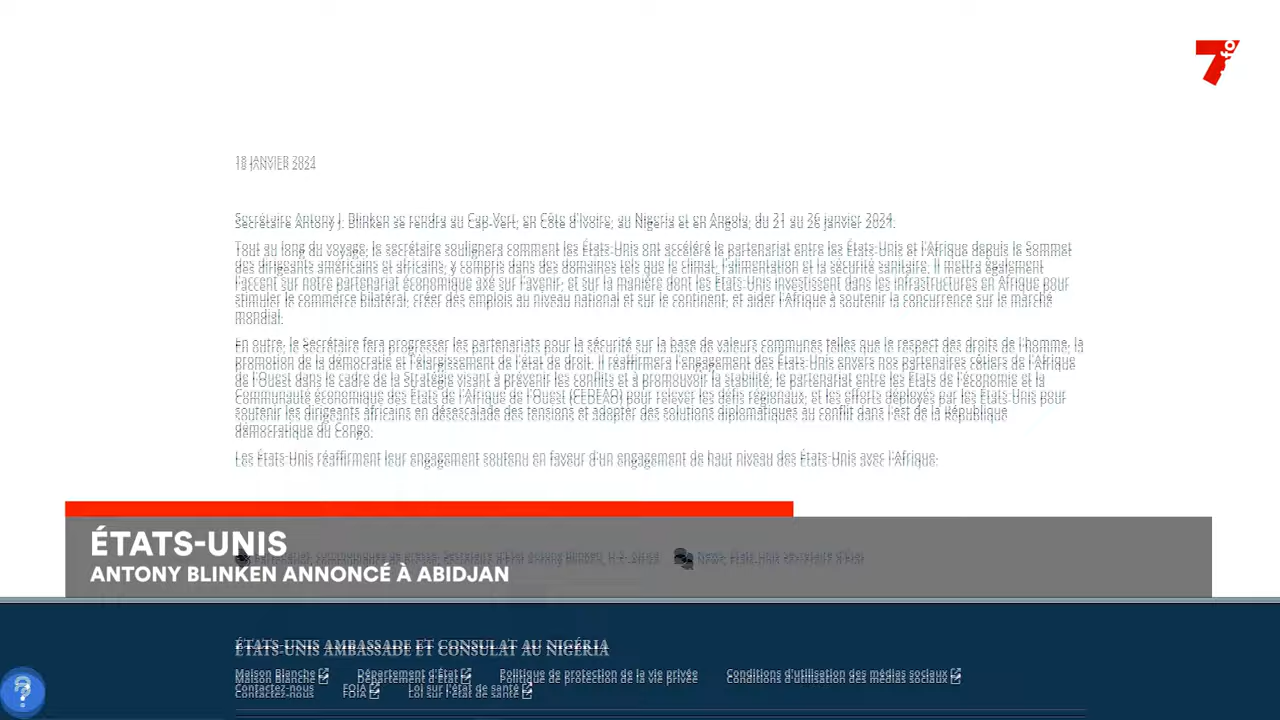 7
fo
18 JANVIER 2024
Secrétaire Antony J. Blinken se rendra au Cap-Vert, en Côte d'Ivoire, au Nigeria et en Angola, du 21 au 26 janvier 2024.
Tout au long du voyage, le secrétaire soulignera comment les États-Unis ont accéléré le partenariat entre les États-Unis et l'Afrique depuis le Sommet
des dirigeants américains et africains, y compris dans des domaines tels que le climat, l'alimentation et la sécurité sanitaire. Il mettra également
l'accent sur notre partenariat économique axé sur l'avenir, et sur la manière dont les États-Unis investissent dans les infrastructures en Afrique pour
stimuler le commerce bilatéral, créer des emplois au niveau national et sur le continent, et aider l'Afrique à soutenir la concurrence sur le marché
mondial.
En outre, le Secrétaire fera progresser les partenariats pour la sécurité sur la base de valeurs communes telles que le respect des droits de l'homme, la
promotion de la démocratie et l'élargissement de l'état de droit. Il réaffirmera l'engagement des États-Unis envers nos partenaires côtiers de l'Afrique
de l'Ouest dans le cadre de la Stratégie visant à prévenir les conflits et à promouvoir la stabilité, le partenariat entre les États de l'économie et la
Communauté économique des États de l'Afrique de l'Ouest (CEDEAO) pour relever les défis régionaux, et les efforts déployés par les États-Unis pour
soutenir les dirigeants africains en désescalade des tensions et adopter des solutions diplomatiques au conflit dans l'est de la République
démocratique du Congo.
Les États-Unis réaffirment leur engagement soutenu en faveur d'un engagement de haut niveau des États-Unis avec l'Afrique.
ÉTATS-UNIS
ANTONY BLINKEN ANNONCÉ À ABIDJAN
News, États-Unis Secrétaire d'État
ÉTATS-UNIS AMBASSADE ET CONSULAT AU NIGÉRIA
Maison Blanche Département d'État Politique de protection de la vie privée Conditions d'utilisation des médias sociaux
Contactez-nous FOIA Loi sur l'état de santé
?